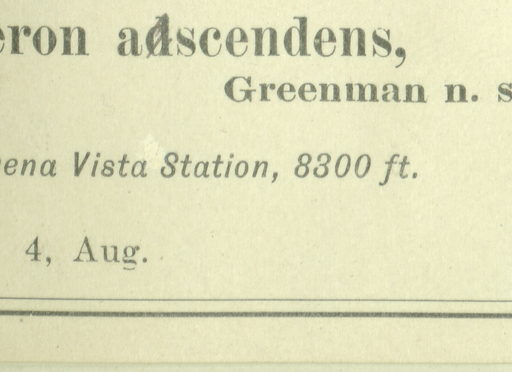 eron adscendens,
Greenman n. s
ena Vista Station, 8300 ft.
4, Aug.